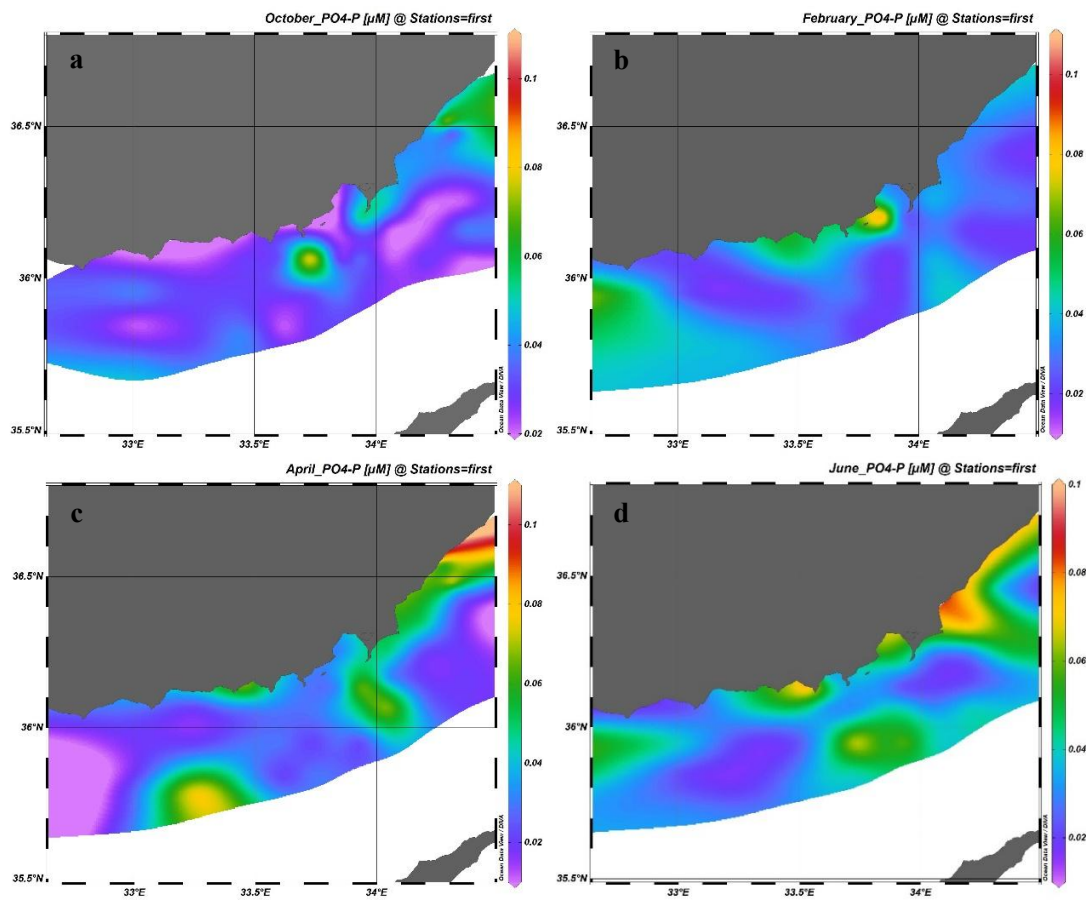 October_PO4-P [µM] @ Stations=first
a
36.5°N
36°N
35.5°N
33°E
33.5°E
34°E
0.1
0.08
0.06
0.04
0.02
Ocean Data View / DIVA
February_PO4-P [µM] @ Stations=first
b
36.5°N
36°N
35.5°N
33°E
33.5°E
34°E
0.1
0.08
0.06
0.04
0.02
Ocean Data View / DIVA
April_PO4-P [µM] @ Stations=first
c
36.5°N
36°N
35.5°N
33°E
33.5°E
34°E
0.1
0.08
0.06
0.04
0.02
Ocean Data View / DIVA
June_PO4-P [µM] @ Stations=first
d
36.5°N
36°N
35.5°N
33°E
33.5°E
34°E
0.1
0.08
0.06
0.04
0.02
Ocean Data View / DIVA